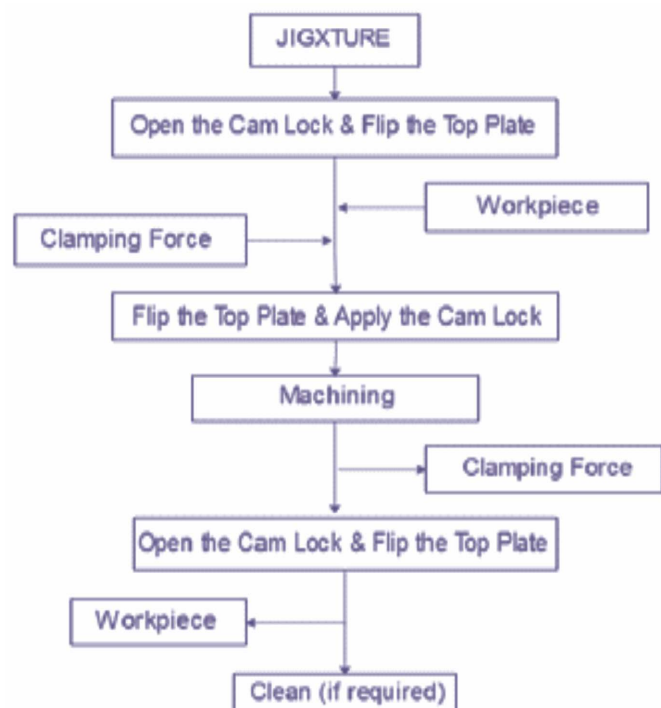 JIGXTURE
Open the Cam Lock & Flip the Top Plate
Workpiece
Clamping Force
Flip the Top Plate & Apply the Cam Lock
Machining
Clamping Force
Open the Cam Lock & Flip the Top Plate
Workpiece
Clean (if required)